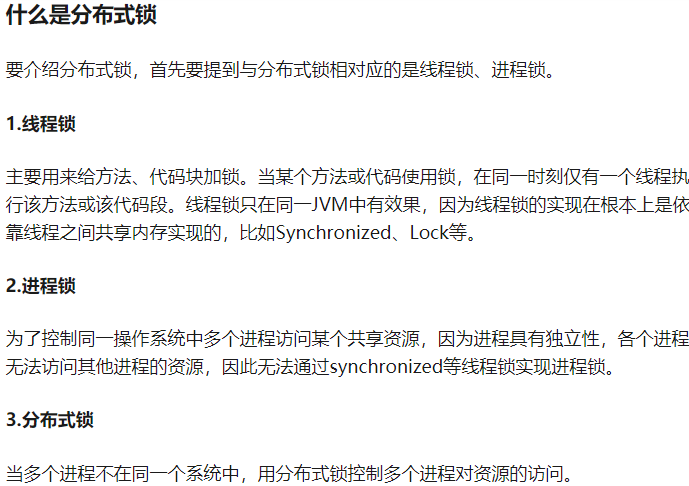 什么是分布式锁
要介绍分布式锁，首先要提到与分布式锁相对应的是线程锁、进程锁。
1.线程锁
主要用来给方法、代码块加锁。当某个方法或代码使用锁，在同一时刻仅有一个线程执
行该方法或该代码段。线程锁只在同一JVM中有效果，因为线程锁的实现在根本上是依
靠线程之间共享内存实现的，比如Synchronized、Lock等。
2.进程锁
为了控制同一操作系统中多个进程访问某个共享资源，因为进程具有独立性，各个进程
无法访问其他进程的资源，因此无法通过synchronized等线程锁实现进程锁。
3.分布式锁
当多个进程不在同一个系统中，用分布式锁控制多个进程对资源的访问。